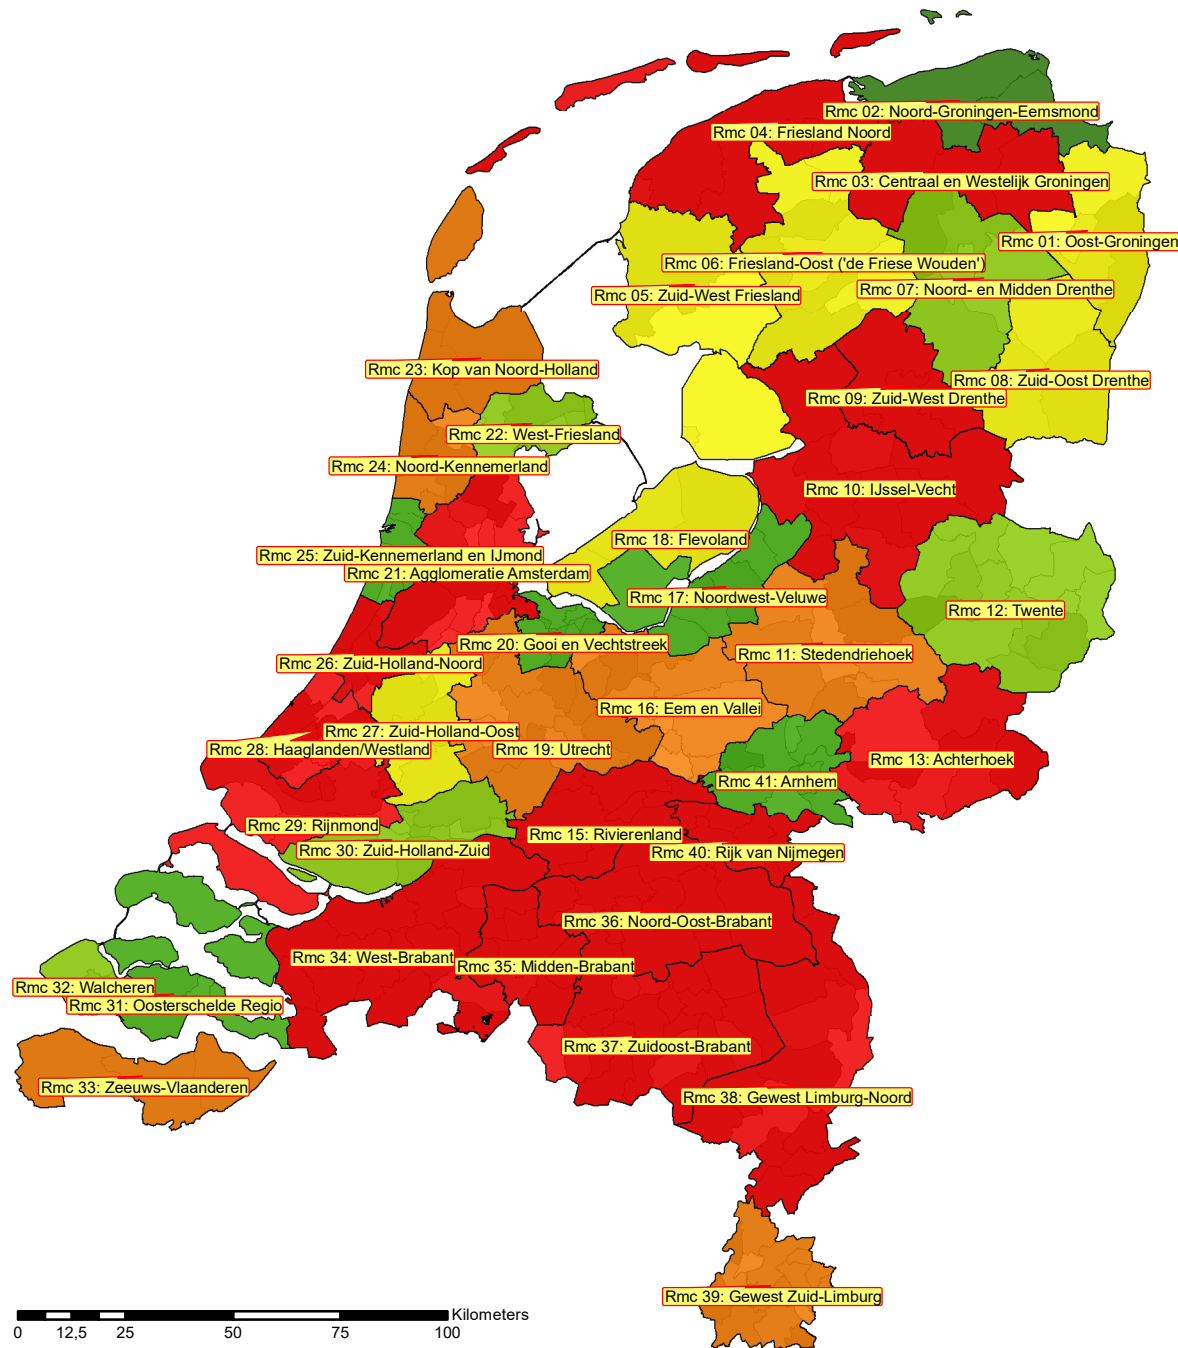 Rmc 02: Noord-Groningen-Eemsmond
Rmc 04: Friesland Noord
Rmc 03: Centraal en Westelijk Groningen
Rmc 01: Oost-Groningen
Rmc 06: Friesland-Oost ('de Friese Wouden')
Rmc 07: Noord- en Midden Drenthe
Rmc 05: Zuid-West Friesland
Rmc 23: Kop van Noord-Holland
Rmc 08: Zuid-Oost Drenthe
Rmc 09: Zuid-West Drenthe
Rmc 22: West-Friesland
Rmc 24: Noord-Kennemerland
Rmc 10: IJssel-Vecht
Rmc 18: Flevoland
Rmc 25: Zuid-Kennemerland en IJmond
Rmc 21: Agglomeratie Amsterdam
Rmc 17: Noordwest-Veluwe
Rmc 12: Twente
Rmc 20: Gooi en Vechtstreek
Rmc 11: Stedendriehoek
Rmc 26: Zuid-Holland-Noord
Rmc 16: Eem en Vallei
Rmc 27: Zuid-Holland-Oost
Rmc 28: Haaglanden/Westland
Rmc 19: Utrecht
Rmc 13: Achterhoek
Rmc 41: Arnhem
Rmc 29: Rijnmond
Rmc 15: Rivierenland
Rmc 30: Zuid-Holland-Zuid
Rmc 40: Rijk van Nijmegen
Rmc 36: Noord-Oost-Brabant
Rmc 34: West-Brabant
Rmc 35: Midden-Brabant
Rmc 32: Walcheren
Rmc 31: Oosterschelde Regio
Rmc 37: Zuidoost-Brabant
Rmc 33: Zeeuws-Vlaanderen
Rmc 38: Gewest Limburg-Noord
Rmc 39: Gewest Zuid-Limburg
Kilometers
0 12,5 25 50 75 100